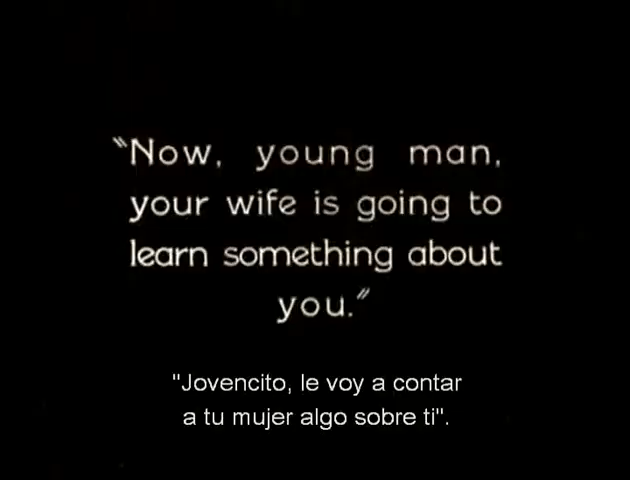 "Now, young man,
your wife is going to
learn something about
you."
"Jovencito, le voy a contar
a tu mujer algo sobre ti".